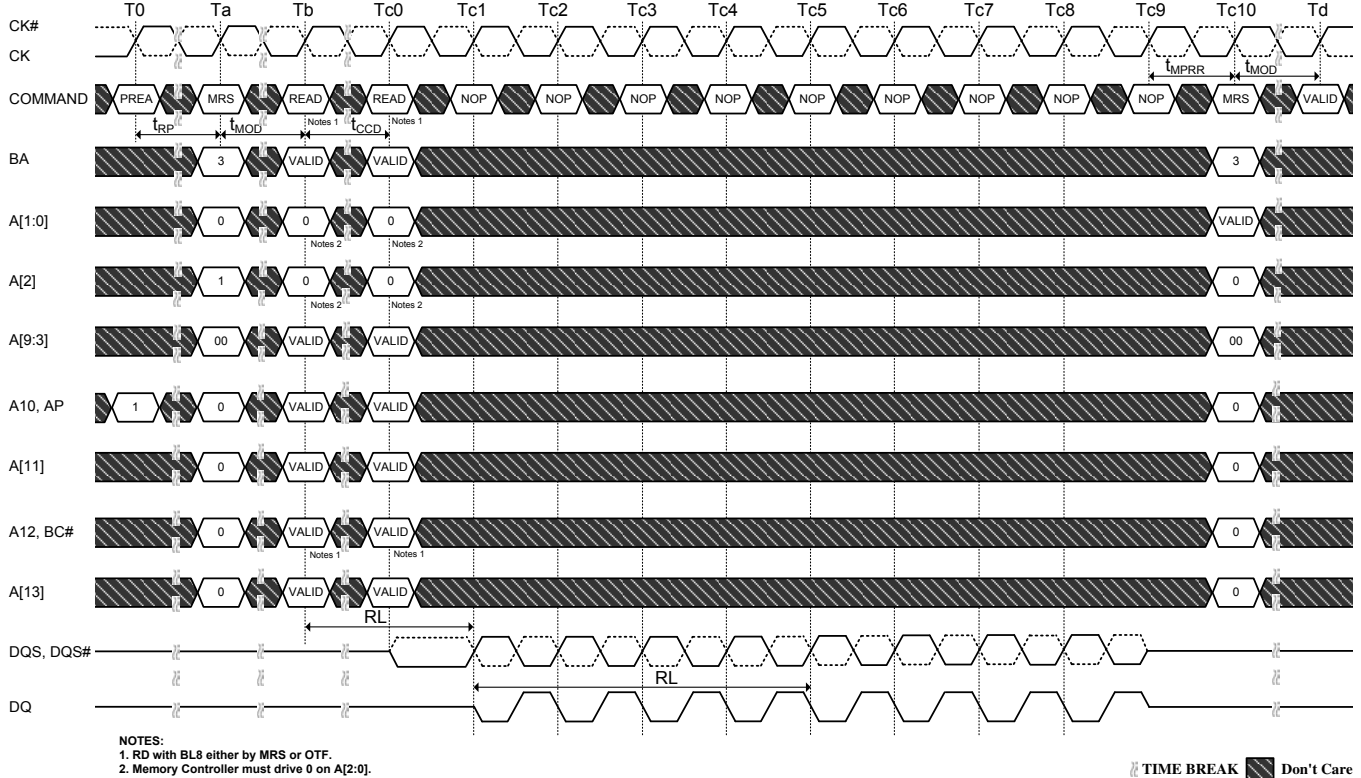 T0 Ta Tb Tc0 Tc1 Tc2 Tc3 Tc4 Tc5 Tc6 Tc7 Tc8 Tc9 Tc10 Td
CK#
CK
tMPRR tMOD
COMMAND PREA MRS READ READ NOP NOP NOP NOP NOP NOP NOP NOP NOP MRS VALID
Notes 1 Notes 1
tRP tMOD tCCD
BA 3 VALID VALID 3
A[1:0] 0 0 0 VALID
Notes 2 Notes 2
A[2] 1 0 0 0
Notes 2 Notes 2
A[9:3] 00 VALID VALID 00
A10, AP 1 0 VALID VALID 0
A[11] 0 VALID VALID 0
A12, BC# 0 VALID VALID 0
Notes 1 Notes 1
A[13] 0 VALID VALID 0
RL
DQS, DQS#
RL
DQ
NOTES:
1. RD with BL8 either by MRS or OTF.
2. Memory Controller must drive 0 on A[2:0].
TIME BREAK Don't Care